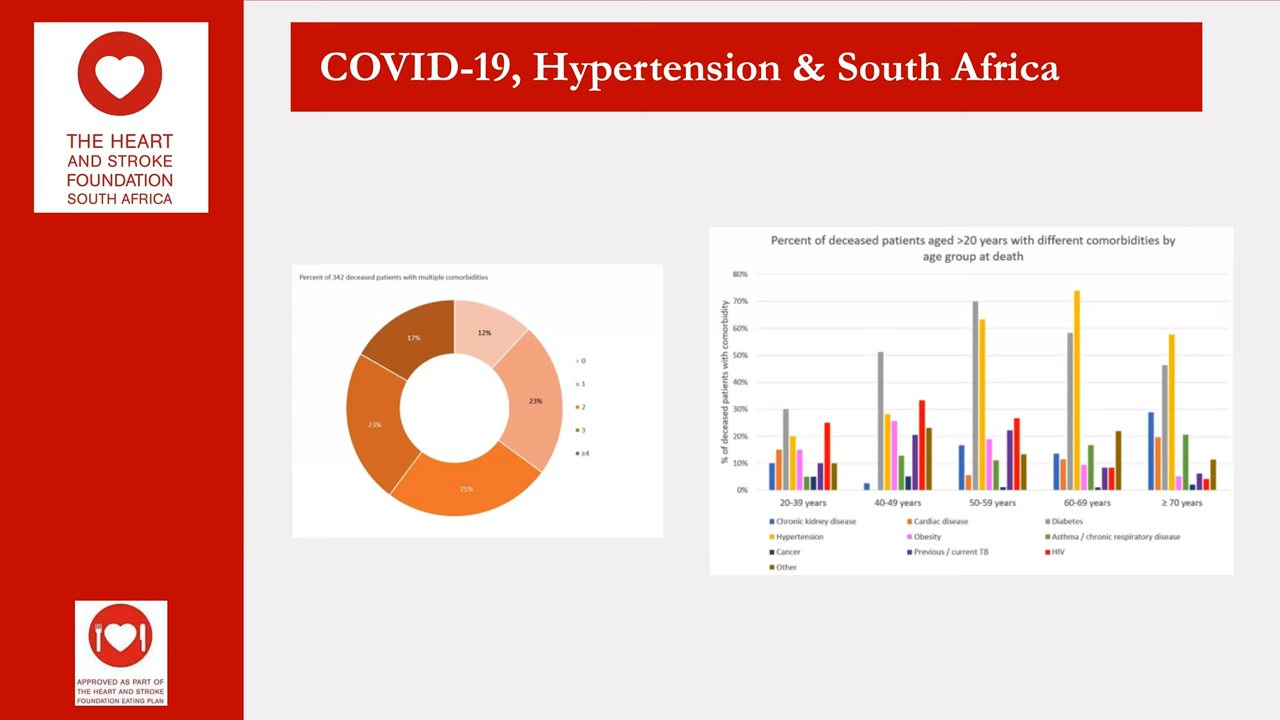 THE HEART
AND STROKE
FOUNDATION
SOUTH AFRICA
COVID-19, Hypertension & South Africa
Percent of 342 deceased patients with multiple comorbidities
12%
23%
25%
23%
17%
0
1
2
3
≥4
Percent of deceased patients aged >20 years with different comorbidities by
age group at death
% of deceased patients with comorbidity
80%
70%
60%
50%
40%
30%
20%
10%
0%
20-39 years 40-49 years 50-59 years 60-69 years ≥ 70 years
Chronic kidney disease Cardiac disease Diabetes
Hypertension Obesity Asthma / chronic respiratory disease
Cancer Previous / current TB HIV
Other
APPROVED AS PART OF
THE HEART AND STROKE
FOUNDATION EATING PLAN